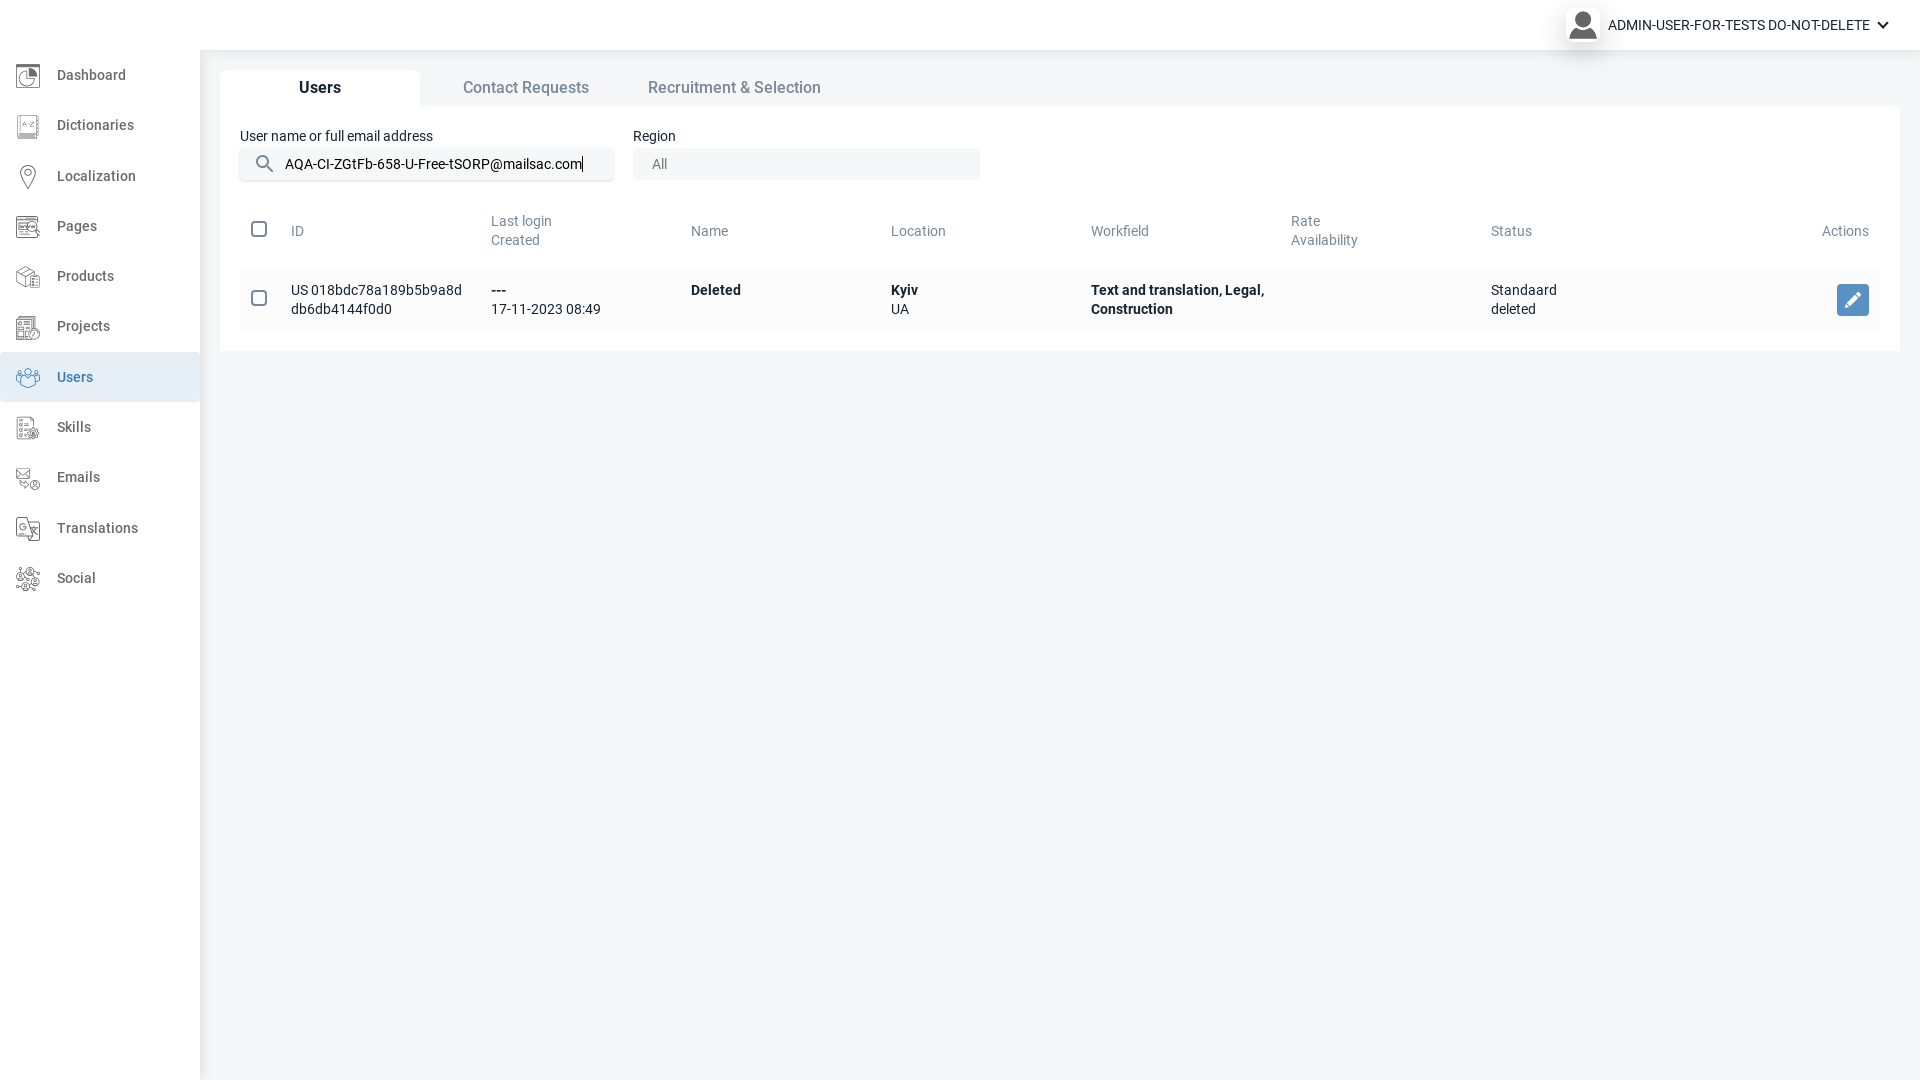 ADMIN-USER-FOR-TESTS DO-NOT-DELETE
Dashboard
Dictionaries
Localization
Pages
Products
Projects
Users
Skills
Emails
Translations
Social
Users
Contact Requests
Recruitment & Selection
User name or full email address
AQA-CI-ZGtFb-658-U-Free-tSORP@mailsac.com
Region
All
ID
Last login
Created
Name
Location
Workfield
Rate
Availability
Status
Actions
US 018bdc78a189b5b9a8d
db6db4144f0d0
---
17-11-2023 08:49
Deleted
Kyiv
UA
Text and translation, Legal,
Construction
Standaard
deleted